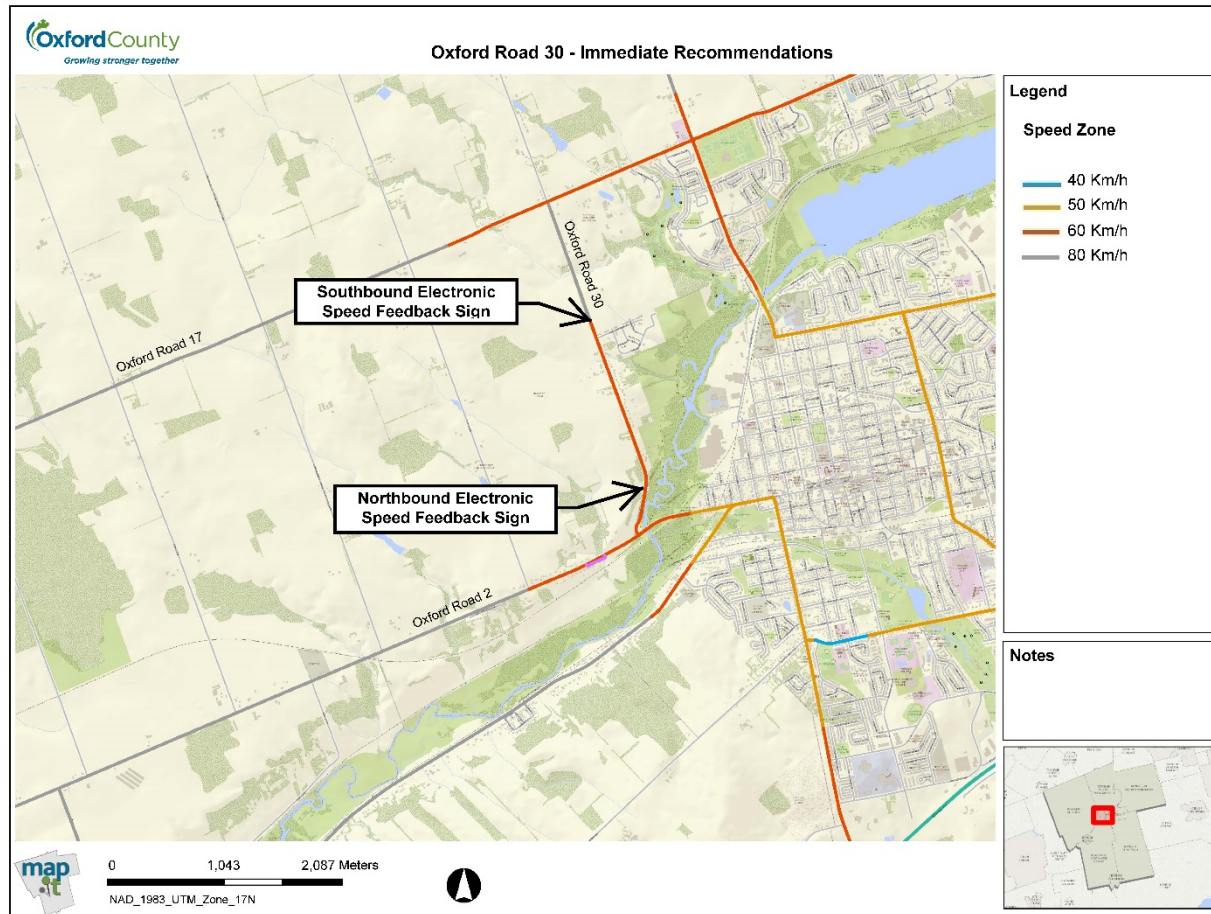 OxfordCounty
Growing stronger together
Oxford Road 30 - Immediate Recommendations
Legend
Speed Zone
40 Km/h
50 Km/h
60 Km/h
80 Km/h
Oxford Road 30
Southbound Electronic
Speed Feedback Sign
Oxford Road 17
Northbound Electronic
Speed Feedback Sign
Oxford Road 2
Notes
map
it
0 1,043 2,087 Meters
NAD_1983_UTM_Zone_17N